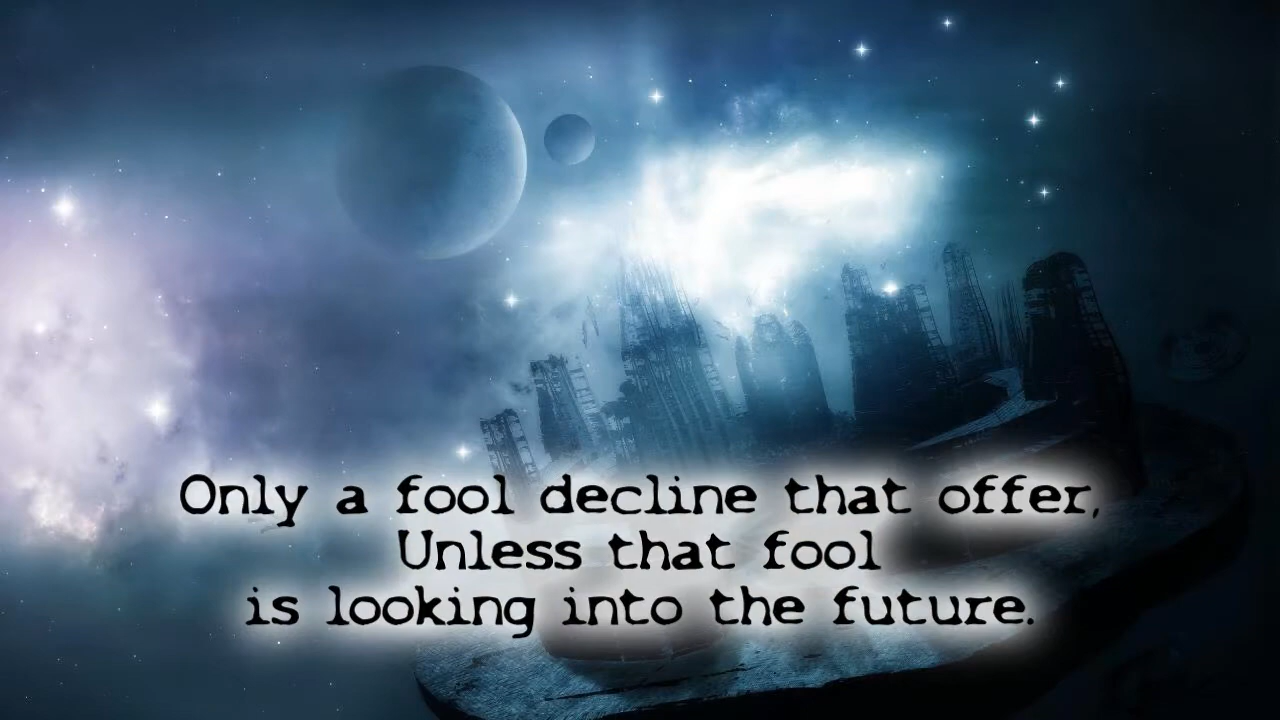 Only a fool decline that offer,
Unless that fool
is looking into the future.